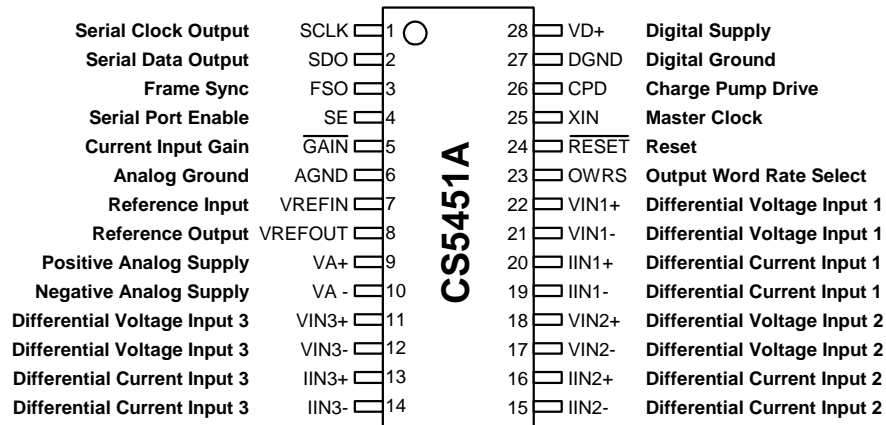 Serial Clock Output SCLK 1 28 VD+ Digital Supply
Serial Data Output SDO 2 27 DGND Digital Ground
Frame Sync FSO 3 26 CPD Charge Pump Drive
Serial Port Enable SE 4 25 XIN Master Clock
Current Input Gain GAIN 5 24 RESET Reset
Analog Ground AGND 6 23 OWRS Output Word Rate Select
Reference Input VREFIN 7 22 VIN1+ Differential Voltage Input 1
Reference Output VREFOUT 8 21 VIN1- Differential Voltage Input 1
Positive Analog Supply VA+ 9 20 IIN1+ Differential Current Input 1
Negative Analog Supply VA - 10 19 IIN1- Differential Current Input 1
Differential Voltage Input 3 VIN3+ 11 18 VIN2+ Differential Voltage Input 2
Differential Voltage Input 3 VIN3- 12 17 VIN2- Differential Voltage Input 2
Differential Current Input 3 IIN3+ 13 16 IIN2+ Differential Current Input 2
Differential Current Input 3 IIN3- 14 15 IIN2- Differential Current Input 2
CS5451A